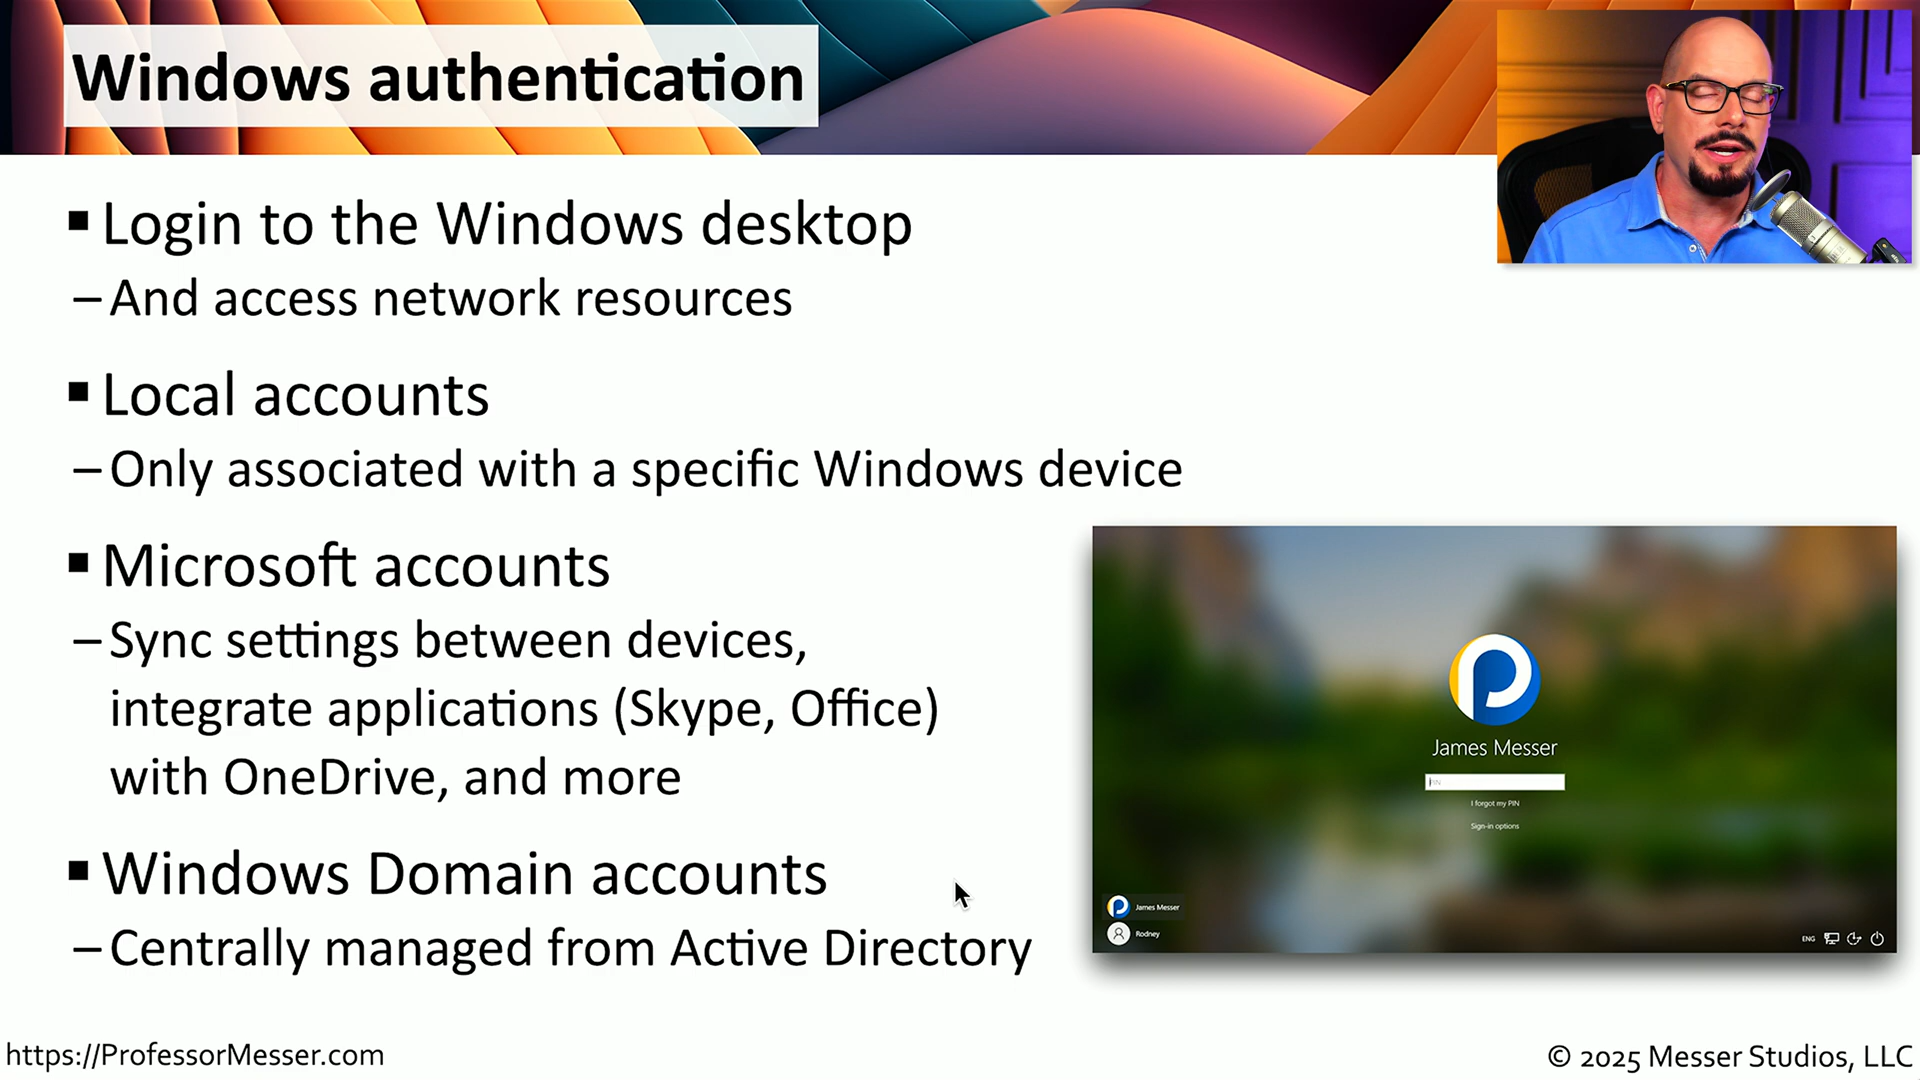 Windows authentication
▪ Login to the Windows desktop
– And access network resources
▪ Local accounts
– Only associated with a specific Windows device
▪ Microsoft accounts
– Sync settings between devices,
integrate applications (Skype, Office)
with OneDrive, and more
▪ Windows Domain accounts
– Centrally managed from Active Directory
James Messer
PIN
I forgot my PIN
Sign-in options
James Messer
Rodney
ENG
https://ProfessorMesser.com
© 2025 Messer Studios, LLC